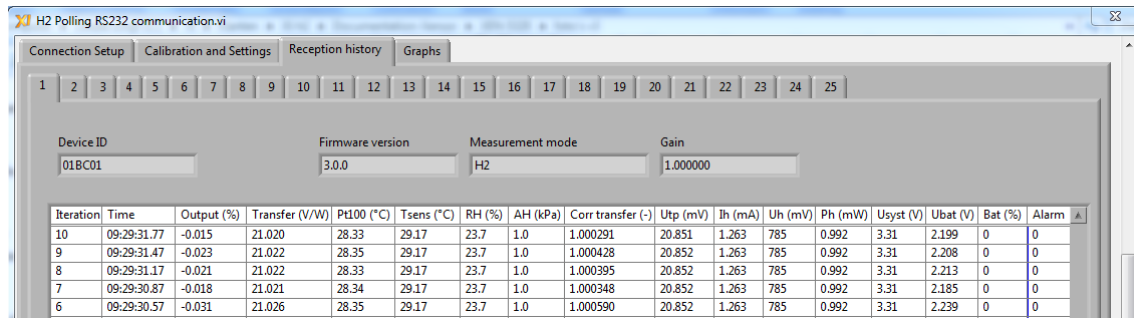 H2 Polling RS232 communication.vi
Connection Setup Calibration and Settings Reception history Graphs
1 2 3 4 5 6 7 8 9 10 11 12 13 14 15 16 17 18 19 20 21 22 23 24 25
Device ID Firmware version Measurement mode Gain
01BC01 3.0.0 H2 1.000000
Iteration Time Output (%) Transfer (V/W) Pt100 (°C) Tsens (°C) RH (%) AH (kPa) Corr transfer (-) Utp (mV) Ih (mA) Uh (mV) Ph (mW) Usyst (V) Ubat (V) Bat (%) Alarm
10 09:29:31.77 -0.015 21.020 28.33 29.17 23.7 1.0 1.000291 20.851 1.263 785 0.992 3.31 2.199 0 0
9 09:29:31.47 -0.023 21.022 28.35 29.17 23.7 1.0 1.000428 20.852 1.263 785 0.992 3.31 2.208 0 0
8 09:29:31.17 -0.021 21.022 28.33 29.17 23.7 1.0 1.000395 20.852 1.263 785 0.992 3.31 2.213 0 0
7 09:29:30.87 -0.018 21.021 28.34 29.17 23.7 1.0 1.000348 20.852 1.263 785 0.992 3.31 2.185 0 0
6 09:29:30.57 -0.031 21.026 28.35 29.17 23.7 1.0 1.000590 20.852 1.263 785 0.992 3.31 2.239 0 0